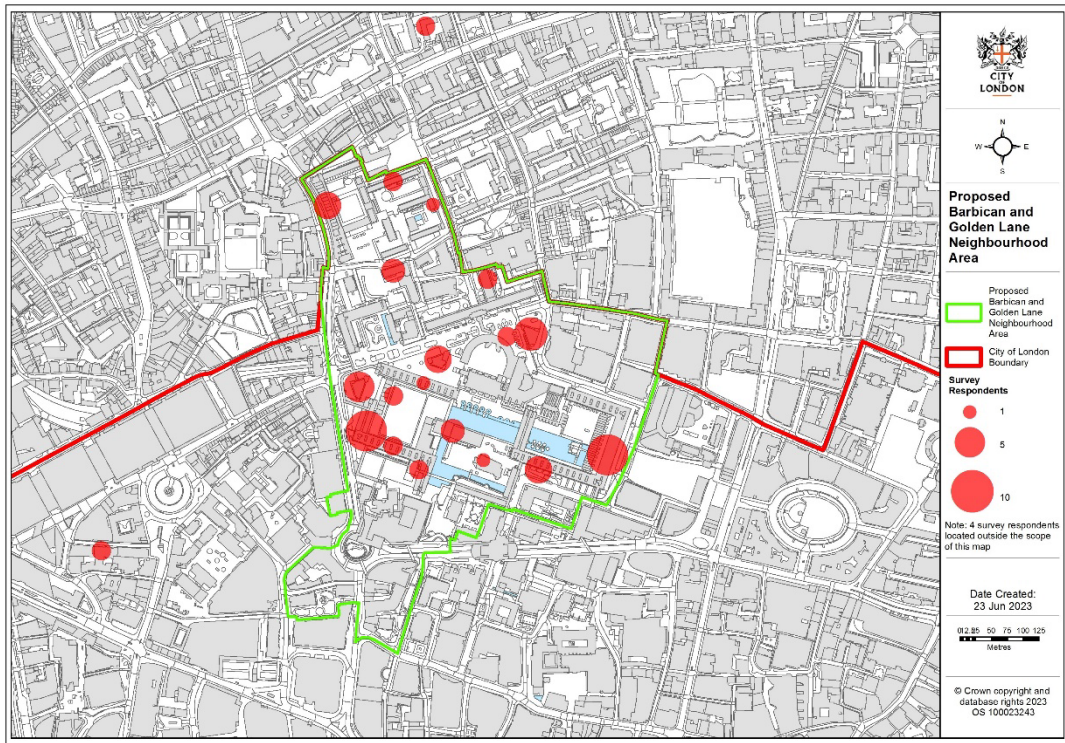 CITY
OF
LONDON
N
W
E
S
Proposed
Barbican and
Golden Lane
Neighbourhood
Area
Proposed
Barbican and
Golden Lane
Neighbourhood
Area
City of London
Boundary
Survey
Respondents
1
5
10
Note: 4 survey respondents
located outside the scope
of this map
Date Created:
23 Jun 2023
50 75 100 125
Metres
© Crown copyright and
database rights 2023
OS 100023243